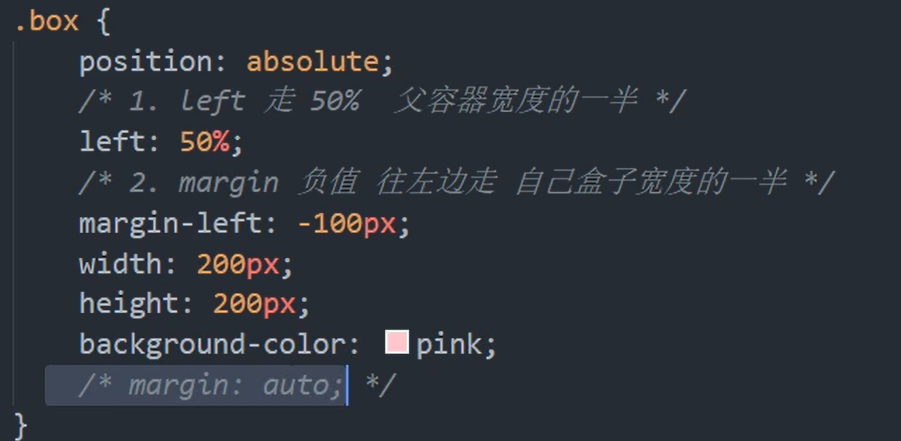 .box {
position: absolute;
/* 1. left 走 50%  父容器宽度的一半 */
left: 50%;
/* 2. margin 负值 往左边走 自己盒子宽度的一半 */
margin-left: -100px;
width: 200px;
height: 200px;
background-color: pink;
/* margin: auto; */
}